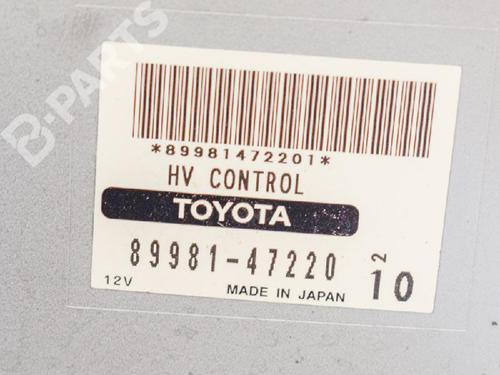 B-PARTS
*89981472201*
HV CONTROL
TOYOTA
89981-47220
2
10
12V
MADE IN JAPAN